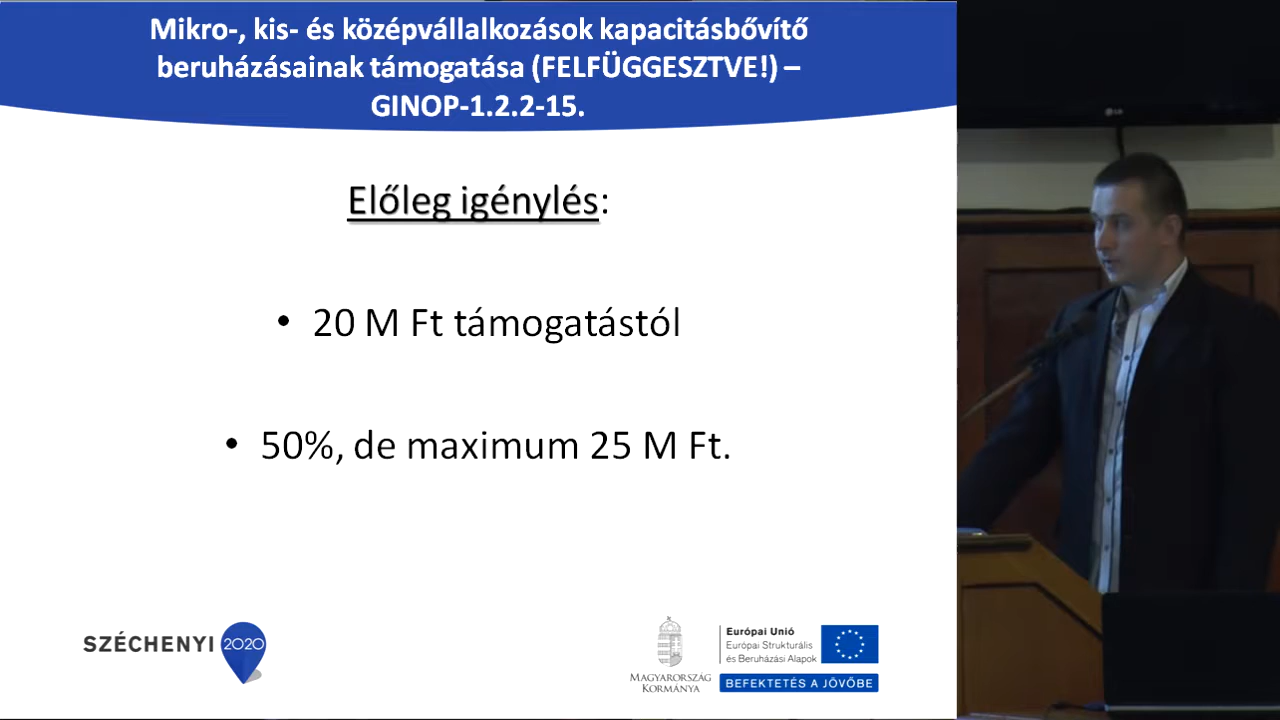 Mikro-, kis- és középvállalkozások kapacitásbővítő
beruházásainak támogatása (FELFÜGGESZTVE!) –
GINOP-1.2.2-15.
Előleg igénylés:
• 20 M Ft támogatástól
• 50%, de maximum 25 M Ft.
SZÉCHENYI 2020
MAGYARORSZÁG
KORMÁNYA
Európai Unió
Európai Strukturális
és Beruházási Alapok
BEFEKTETÉS A JÖVŐBE
LG